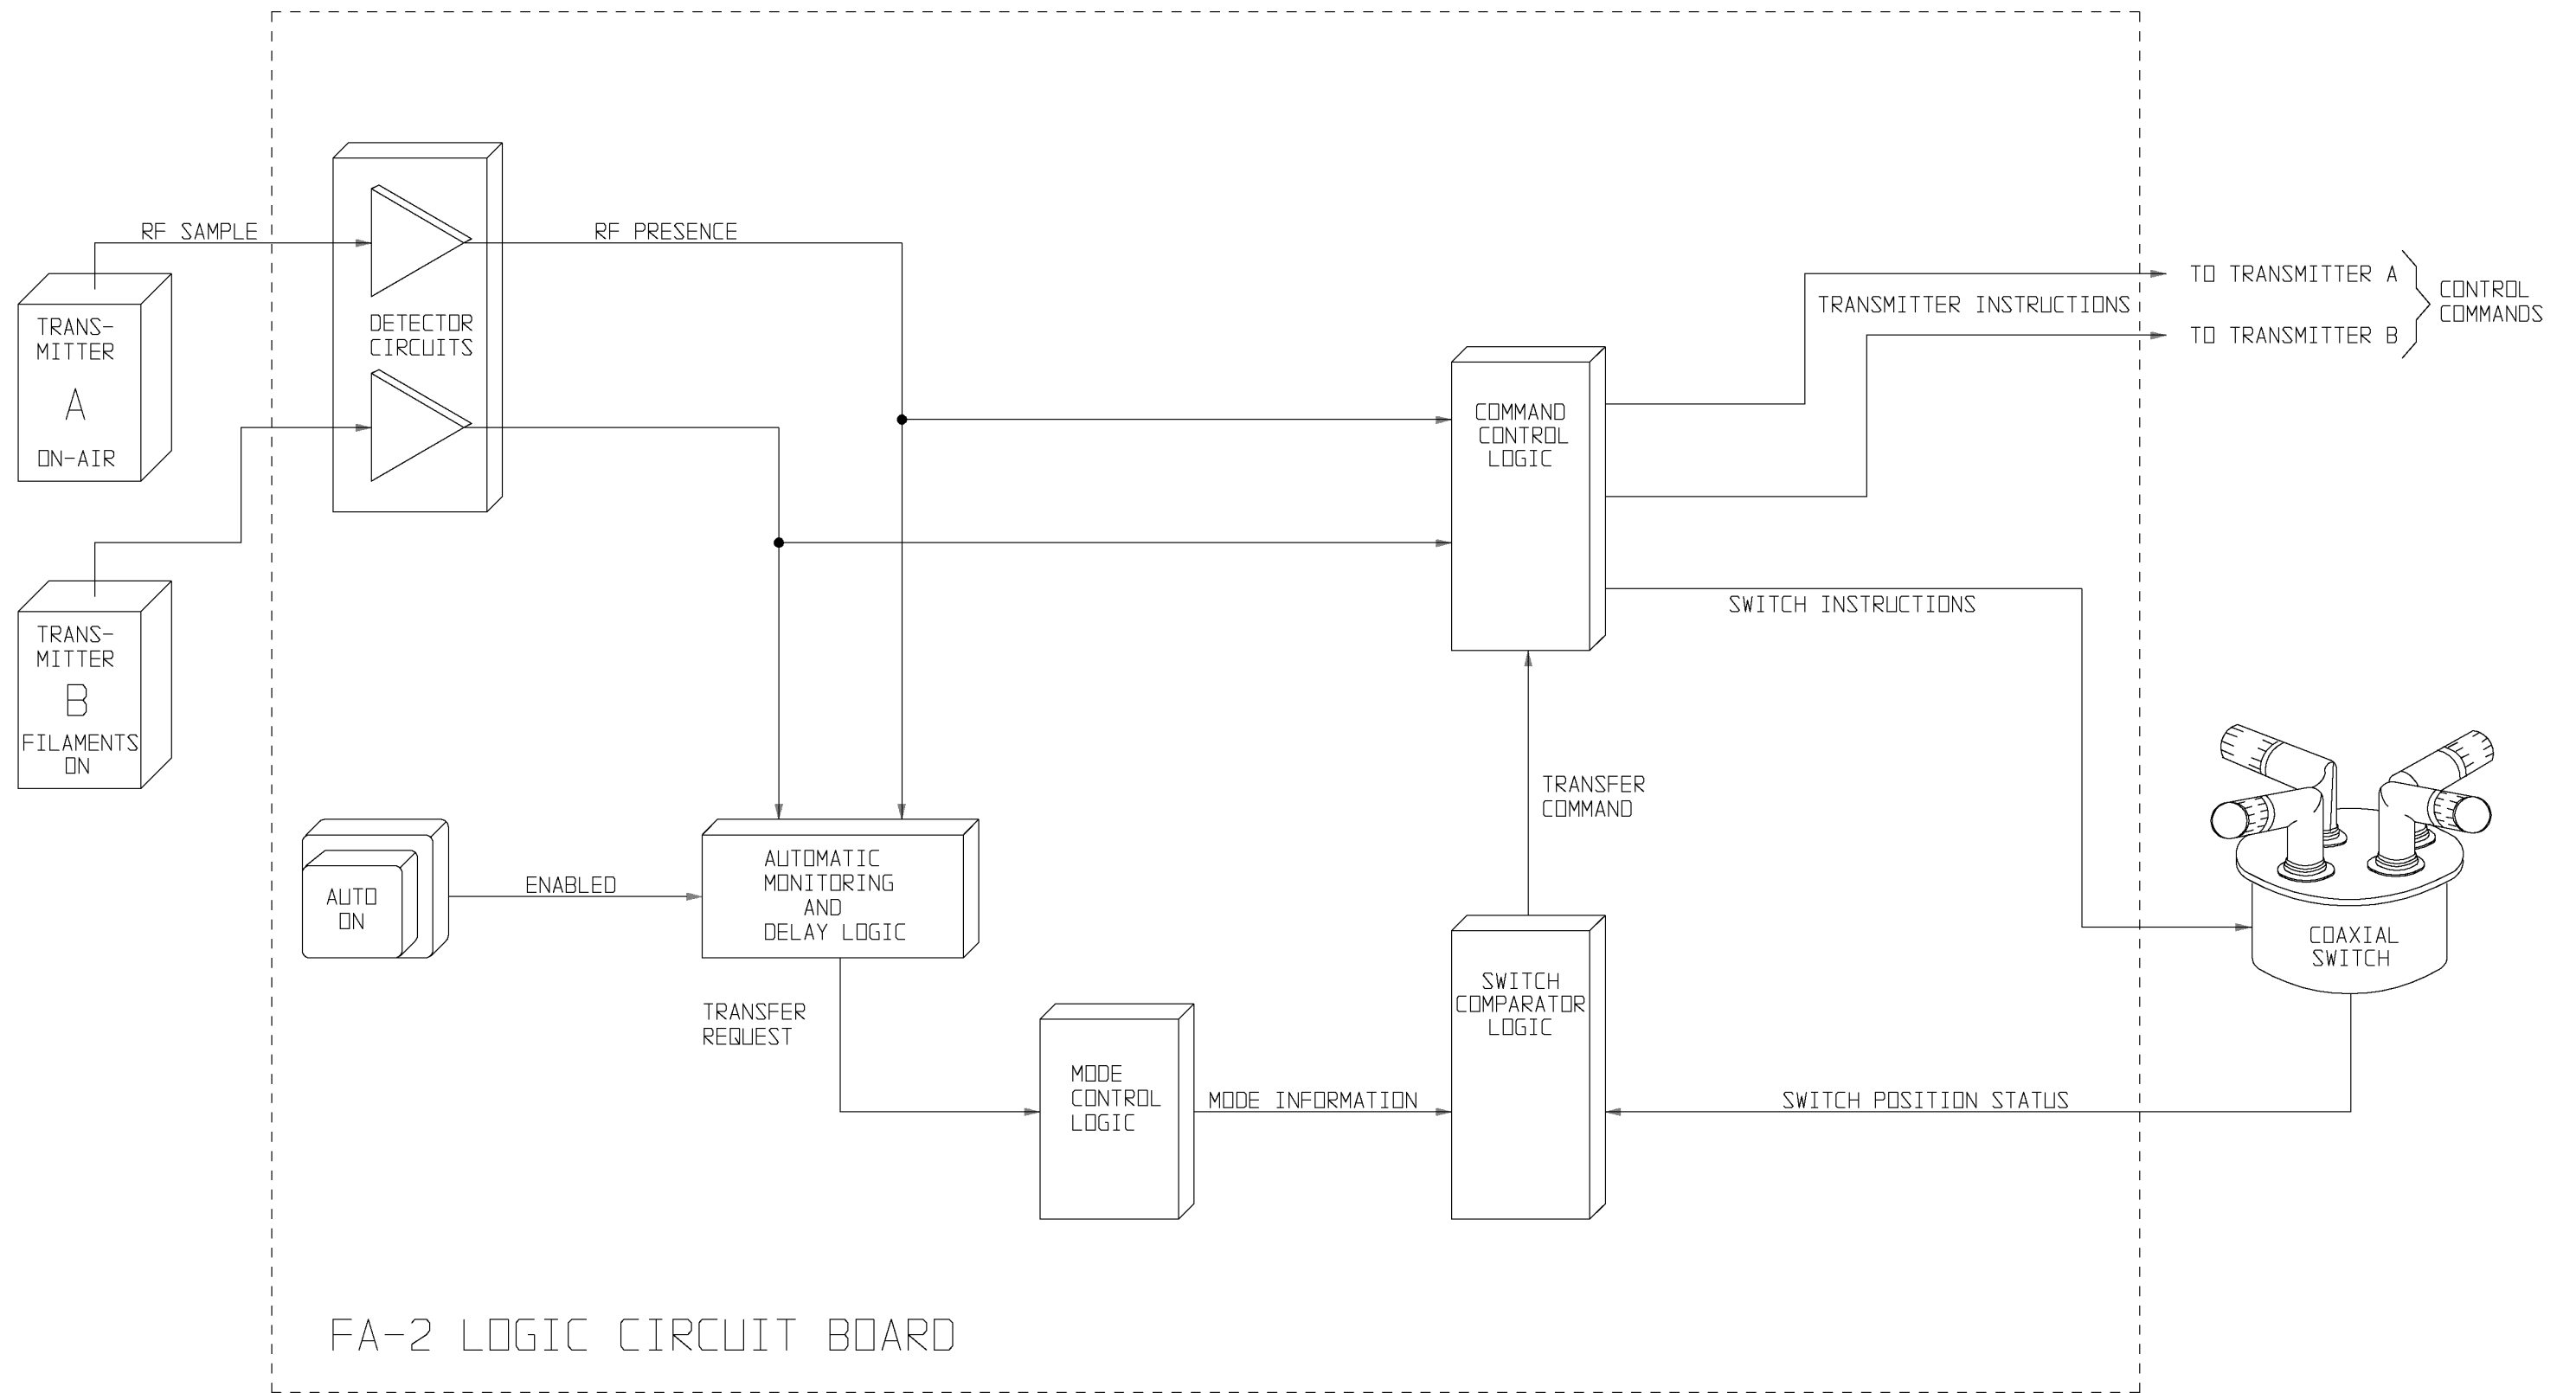 RF SAMPLE
RF PRESENCE
TRANS-
MITTER
A
ON-AIR
DETECTOR
CIRCUITS
TO TRANSMITTER A
TRANSMITTER INSTRUCTIONS
TO TRANSMITTER B
CONTROL
COMMANDS
COMMAND
CONTROL
LOGIC
SWITCH INSTRUCTIONS
TRANS-
MITTER
B
FILAMENTS
ON
TRANSFER
COMMAND
AUTO
ON
ENABLED
AUTOMATIC
MONITORING
AND
DELAY LOGIC
COAXIAL
SWITCH
TRANSFER
REQUEST
MODE
CONTROL
LOGIC
MODE INFORMATION
SWITCH
COMPARATOR
LOGIC
SWITCH POSITION STATUS
FA-2 LOGIC CIRCUIT BOARD